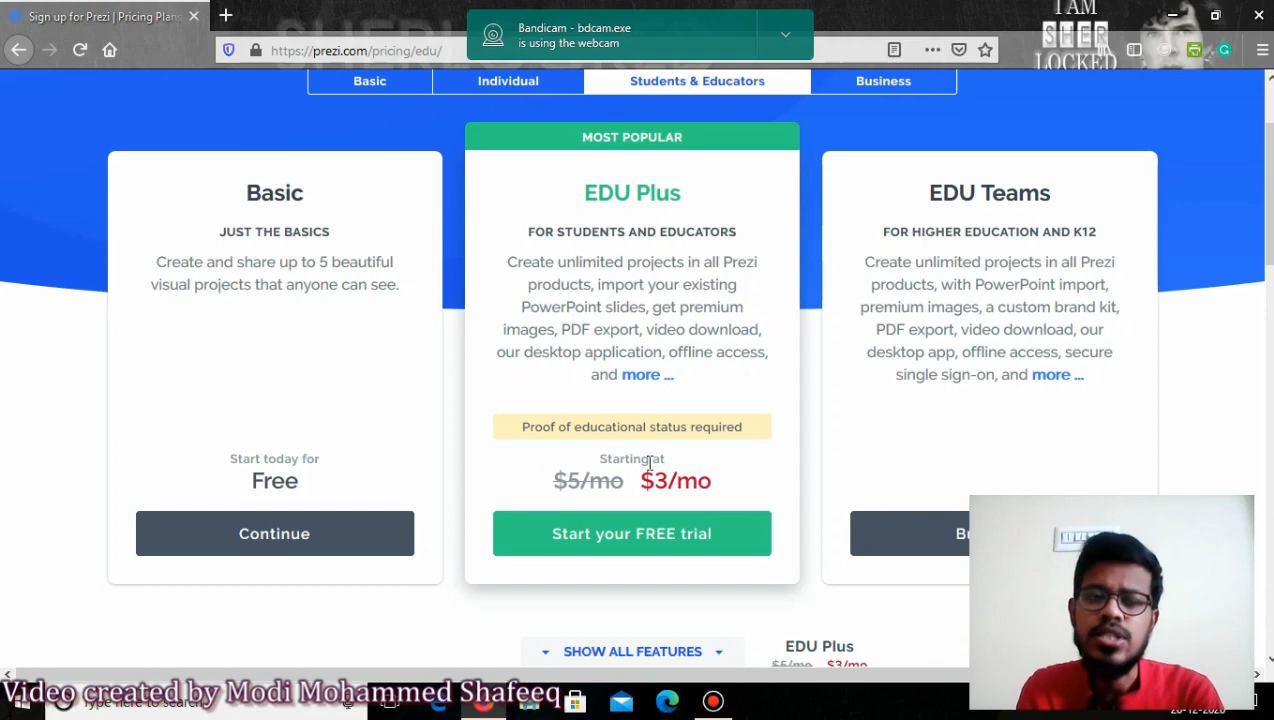 Sign up for Prezi | Pricing Plans
https://prezi.com/pricing/edu/
Bandicam - bdcam.exe
is using the webcam
I AM
SHER
LOCKED
Basic
Individual
Students & Educators
Business
Basic
JUST THE BASICS
Create and share up to 5 beautiful
visual projects that anyone can see.
Start today for
Free
Continue
MOST POPULAR
EDU Plus
FOR STUDENTS AND EDUCATORS
Create unlimited projects in all Prezi
products, import your existing
PowerPoint slides, get premium
images, PDF export, video download,
our desktop application, offline access,
and more ...
Proof of educational status required
Starting at
$5/mo $3/mo
Start your FREE trial
EDU Teams
FOR HIGHER EDUCATION AND K12
Create unlimited projects in all Prezi
products, with PowerPoint import,
premium images, a custom brand kit,
PDF export, video download, our
desktop app, offline access, secure
single sign-on, and more ...
SHOW ALL FEATURES
EDU Plus
$5/mo $3/mo
Video created by Modi Mohammed Shafeeq
Type here to search